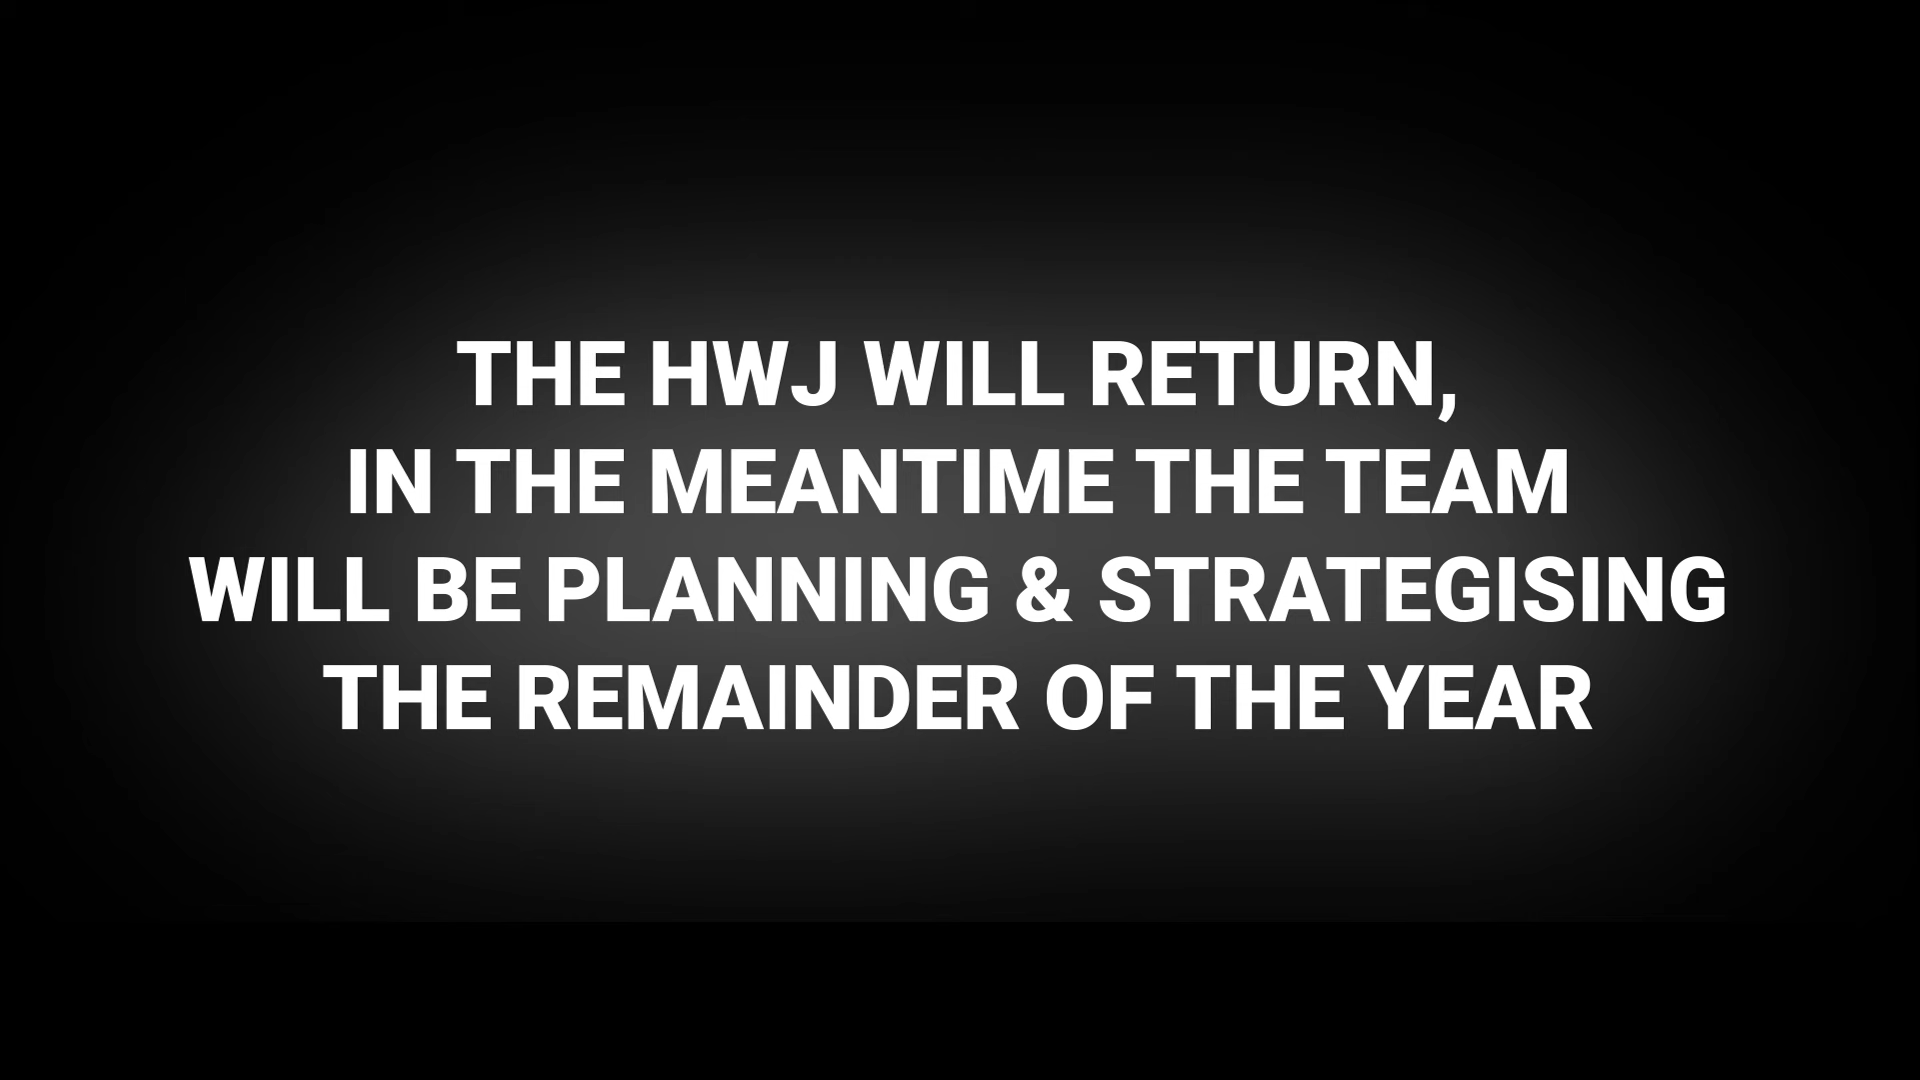 THE HWJ WILL RETURN,
IN THE MEANTIME THE TEAM
WILL BE PLANNING & STRATEGISING
THE REMAINDER OF THE YEAR